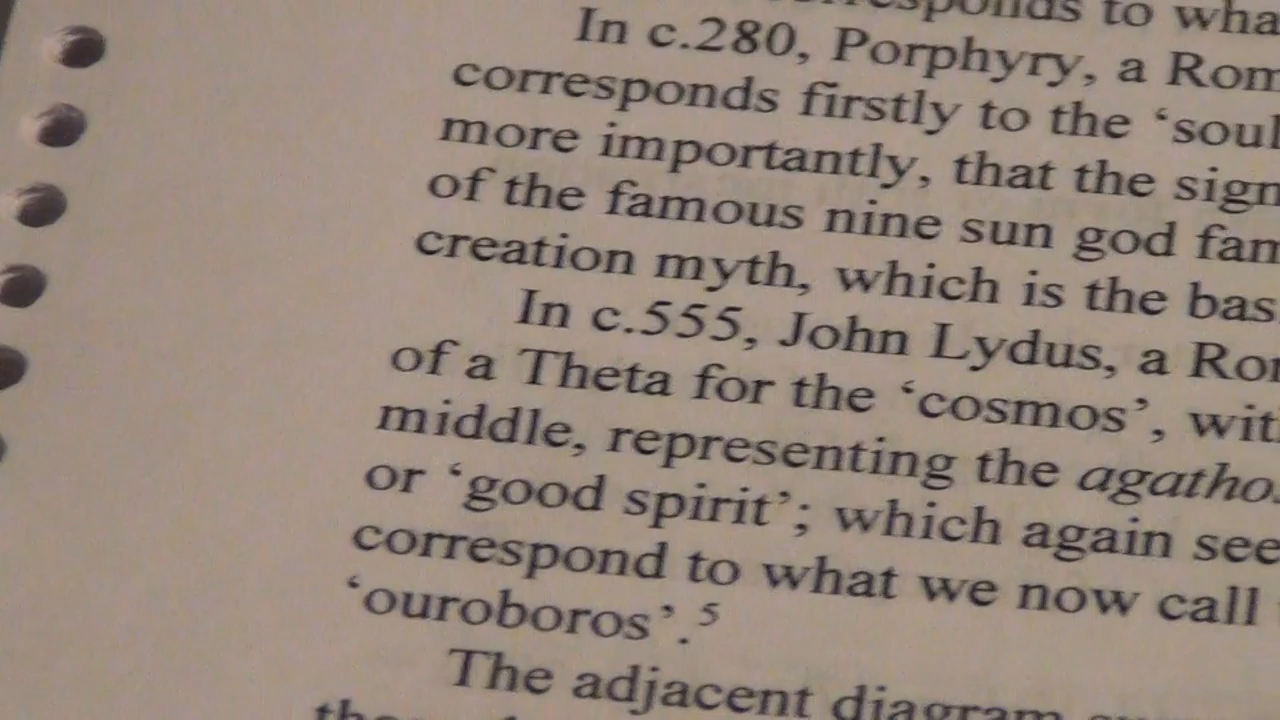 to wha
In c.280, Porphyry, a Rom
corresponds firstly to the ‘soul
more importantly, that the sign
of the famous nine sun god fam
creation myth, which is the bas
In c.555, John Lydus, a Ro
of a Theta for the ‘cosmos’, wit
middle, representing the agatho
or ‘good spirit’; which again see
correspond to what we now call
‘ouroboros’.⁵
The adjacent diagram